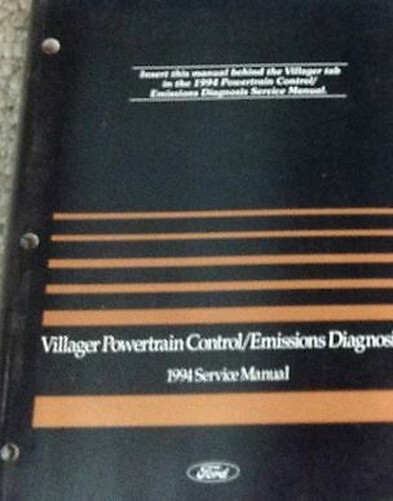 Insert this manual behind the Villager tab
in the 1994 Powertrain Control/
Emissions Diagnosis Service Manual.
Villager Powertrain Control/Emissions Diagnosi
1994 Service Manual
Ford